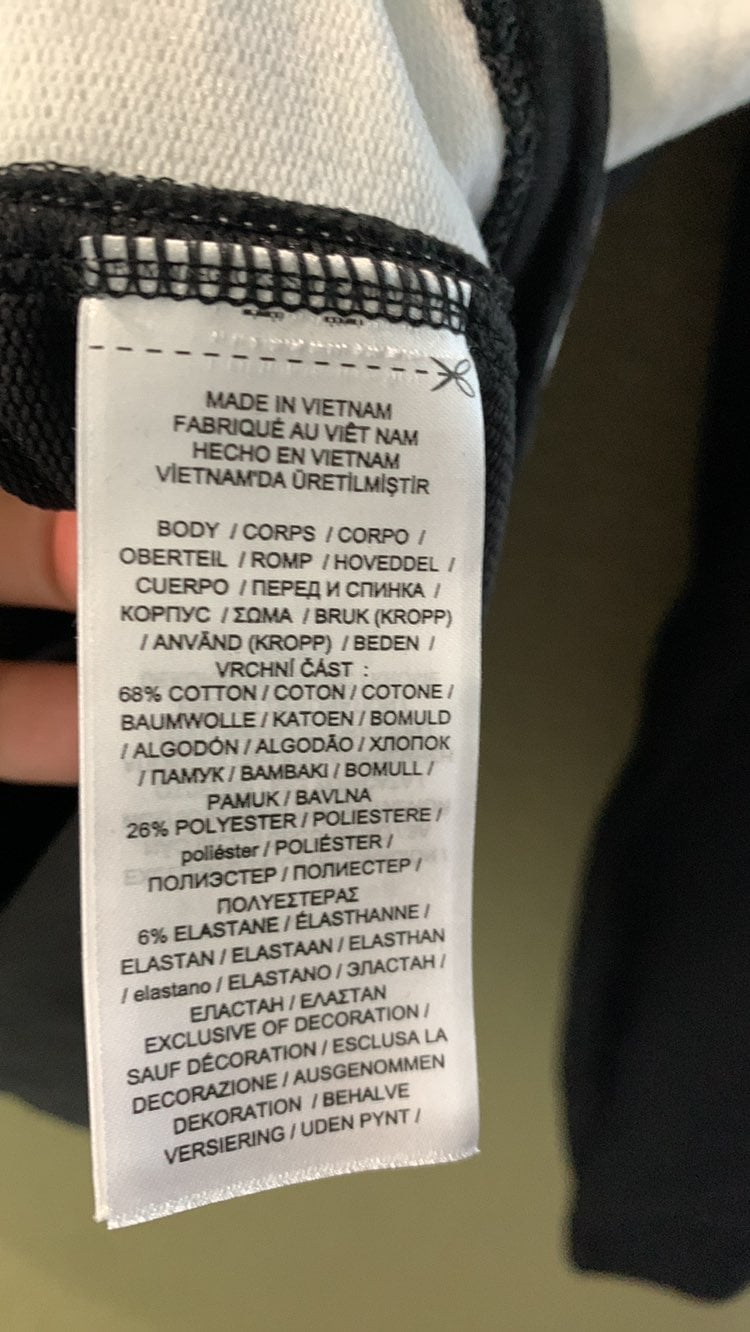 MADE IN VIETNAM
FABRIQUÉ AU VIÊT NAM
HECHO EN VIETNAM
VİETNAM'DA ÜRETİLMİŞTİR
BODY / CORPS / CORPO /
OBERTEIL / ROMP / HOVEDDEL /
CUERPO / ПЕРЕД И СПИНКА /
КОРПУС / ΣΩΜΑ / BRUK (KROPP)
/ ANVÄND (KROPP) / BEDEN /
VRCHNÍ ČÁST :
68% COTTON / COTON / COTONE /
BAUMWOLLE / KATOEN / BOMULD
/ ALGODÓN / ALGODÃO / ХЛОПОК
/ ПАМУК / ΒΑΜΒΑΚΙ / BOMULL /
PAMUK / BAVLNA
26% POLYESTER / POLIESTERE /
poliéster / POLIÉSTER /
ПОЛИЭСТЕР / ПОЛИЕСТЕР /
ΠΟΛΥΕΣΤΕΡΑΣ
6% ELASTANE / ÉLASTHANNE /
ELASTAN / ELASTAAN / ELASTHAN
/ elastano / ELASTANO / ЭЛАСТАН /
ЕЛАСТАН / ΕΛΑΣΤΑΝ
EXCLUSIVE OF DECORATION /
SAUF DÉCORATION / ESCLUSA LA
DECORAZIONE / AUSGENOMMEN
DEKORATION / BEHALVE
VERSIERING / UDEN PYNT /